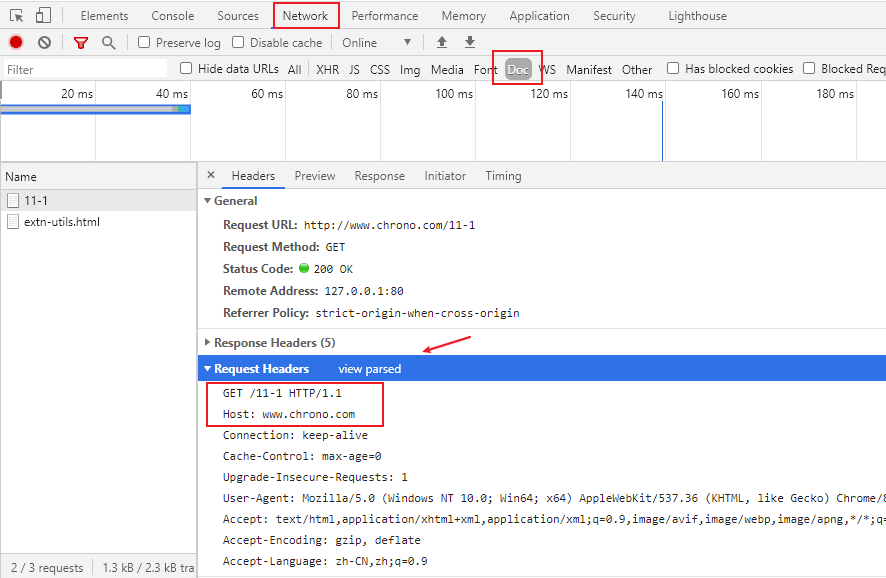 Elements Console Sources Network Performance Memory Application Security Lighthouse
Preserve log Disable cache Online ▼
Filter Hide data URLs All XHR JS CSS Img Media Font Doc WS Manifest Other Has blocked cookies Blocked Req
20 ms 40 ms 60 ms 80 ms 100 ms 120 ms 140 ms 160 ms 180 ms
Name × Headers Preview Response Initiator Timing
11-1
extn-utils.html
▼ General
Request URL: http://www.chrono.com/11-1
Request Method: GET
Status Code: 200 OK
Remote Address: 127.0.0.1:80
Referrer Policy: strict-origin-when-cross-origin
▶ Response Headers (5)
▼ Request Headers view parsed
GET /11-1 HTTP/1.1
Host: www.chrono.com
Connection: keep-alive
Cache-Control: max-age=0
Upgrade-Insecure-Requests: 1
User-Agent: Mozilla/5.0 (Windows NT 10.0; Win64; x64) AppleWebKit/537.36 (KHTML, like Gecko) Chrome/8
Accept: text/html,application/xhtml+xml,application/xml;q=0.9,image/avif,image/webp,image/apng,*/*;q=
Accept-Encoding: gzip, deflate
Accept-Language: zh-CN,zh;q=0.9
2 / 3 requests 1.3 kB / 2.3 kB tra